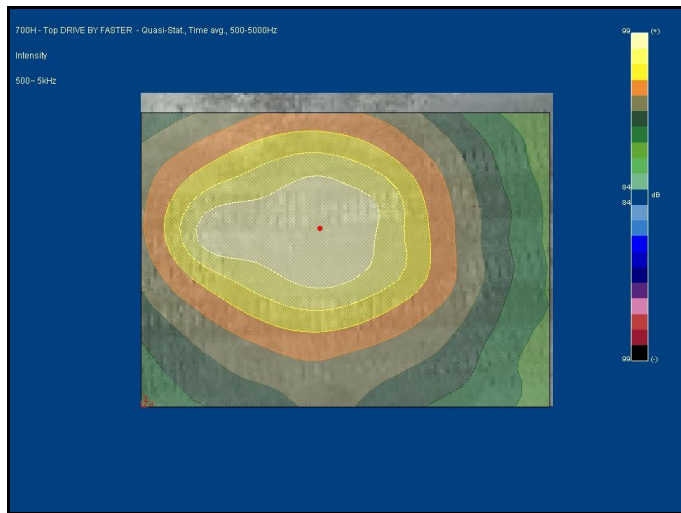 700H - Top DRIVE BY FASTER - Quasi-Stat., Time avg., 500-5000Hz
Intensity
500~ 5kHz
99 (+)
84
84
dB
99 (-)